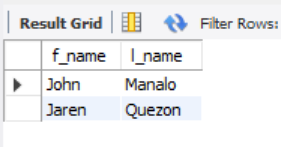 Result Grid Filter Rows:
f_name l_name
John Manalo
Jaren Quezon